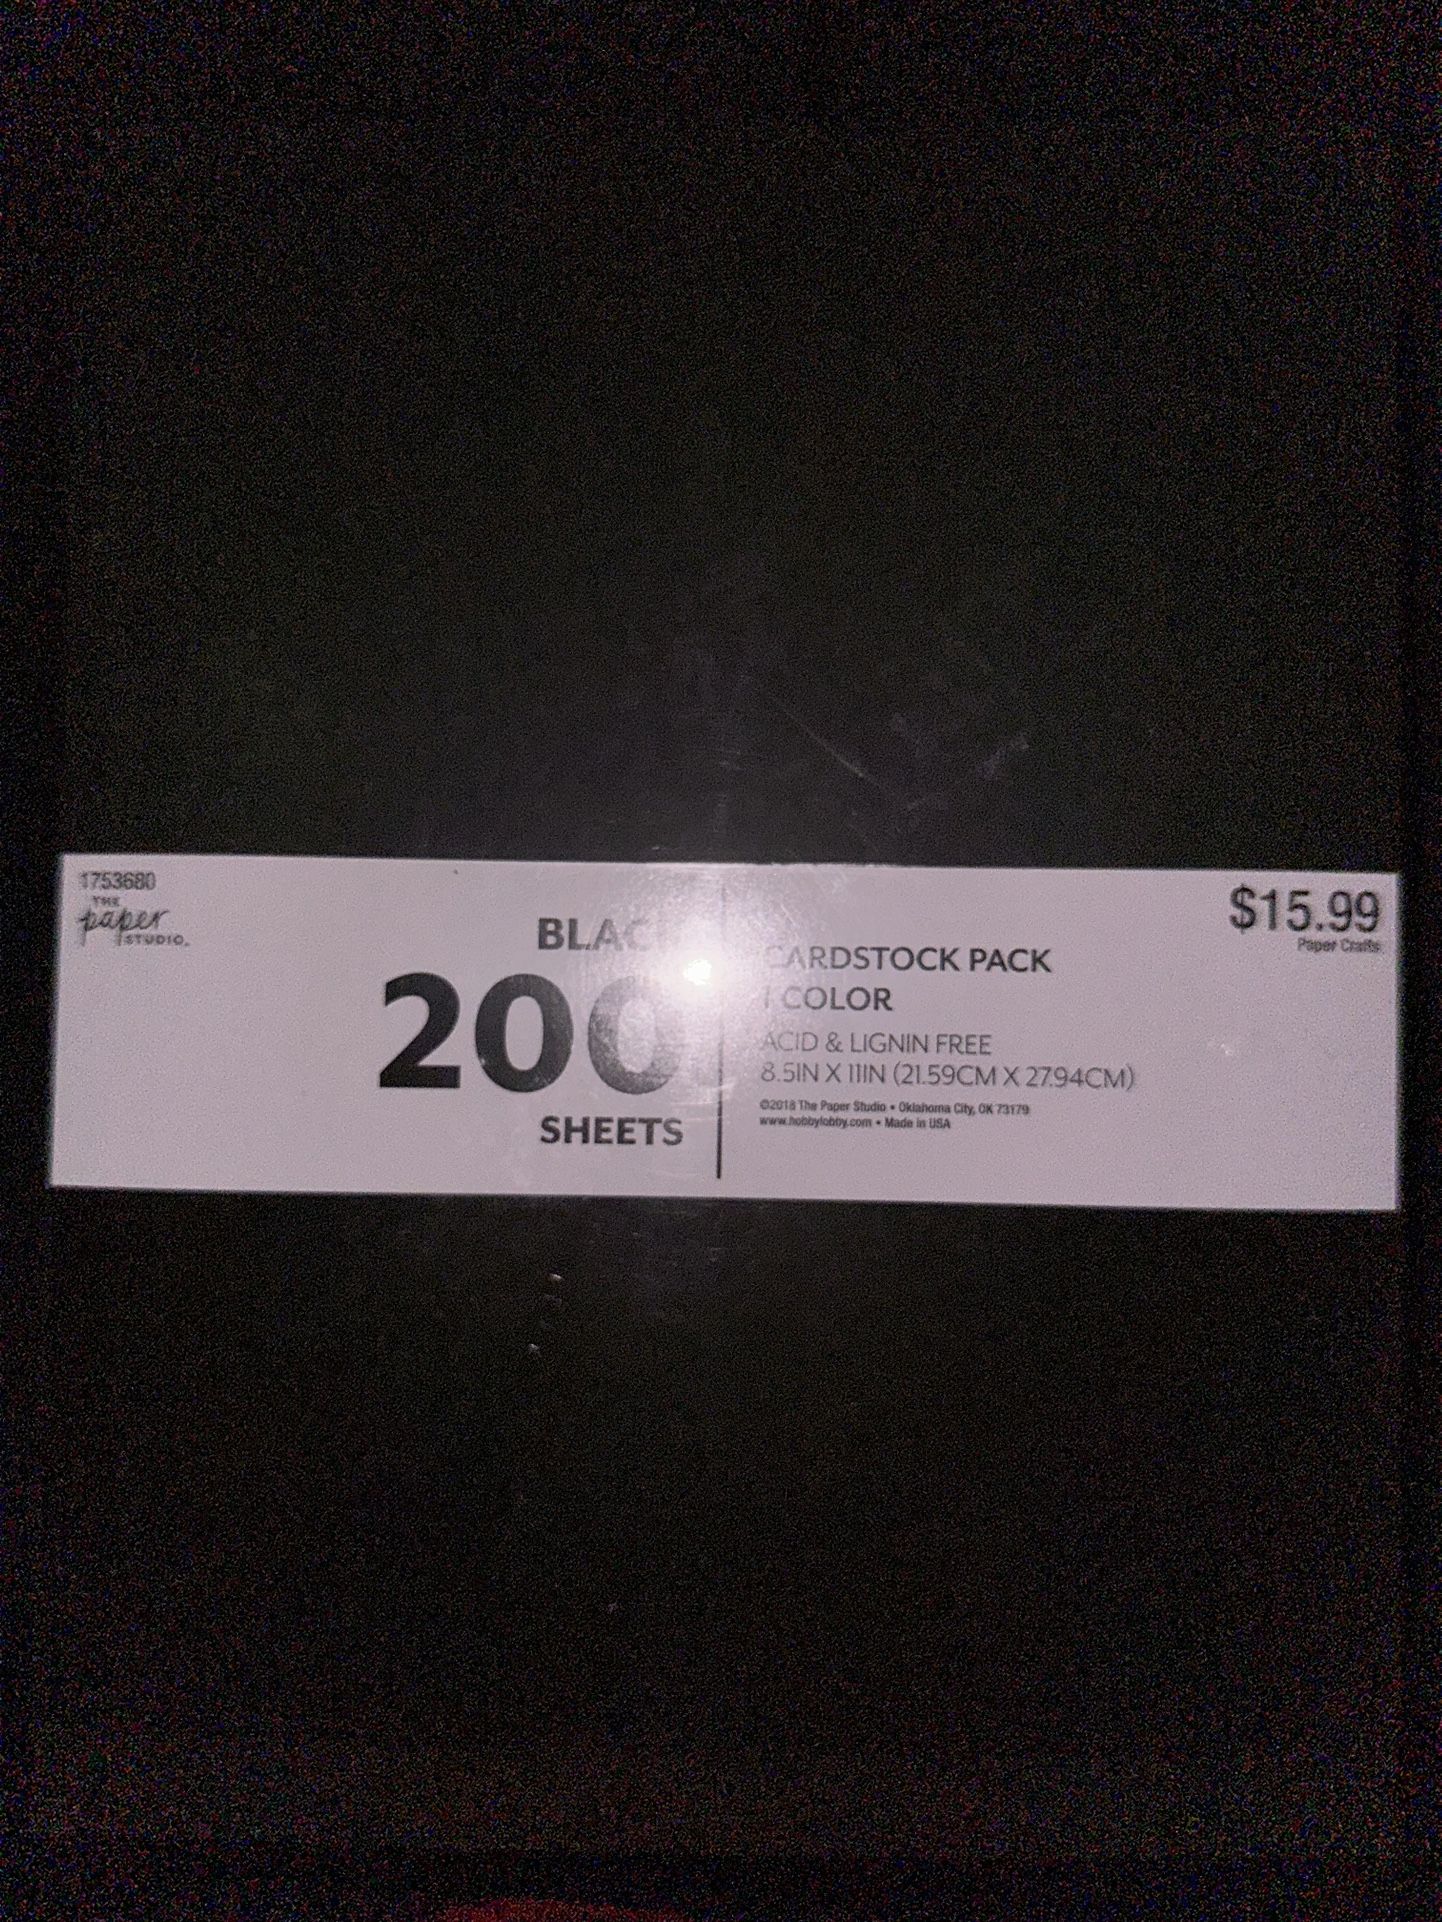 1753680
THE
paper
STUDIO.
BLAC
200
SHEETS
CARDSTOCK PACK
1 COLOR
ACID & LIGNIN FREE
8.5IN X 11IN (21.59CM X 27.94CM)
©2018 The Paper Studio • Oklahoma City, OK 73179
www.hobbylobby.com • Made in USA
$15.99
Paper Crafts